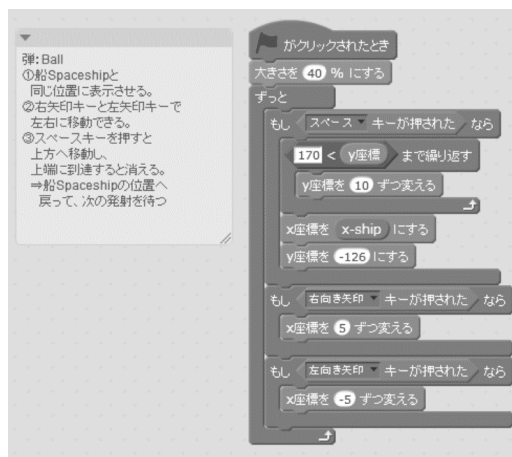 弾:Ball
①船Spaceshipと
同じ位置に表示させる。
②右矢印キーと左矢印キーで
左右に移動できる。
③スペースキーを押すと
上方へ移動し、
上端に到達すると消える。
⇒船Spaceshipの位置へ
戻って、次の発射を待つ
がクリックされたとき
大きさを 40 % にする
ずっと
もし スペース キーが押された なら
170 < y座標 まで繰り返す
y座標を 10 ずつ変える
x座標を x-ship にする
y座標を -126 にする
もし 右向き矢印 キーが押された なら
x座標を 5 ずつ変える
もし 左向き矢印 キーが押された なら
x座標を -5 ずつ変える